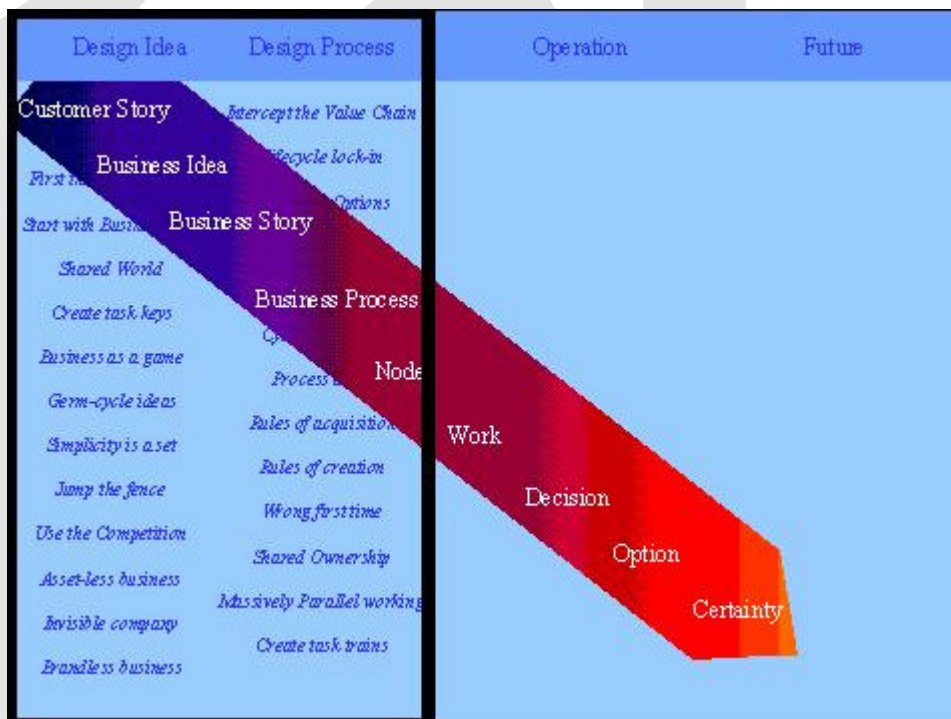 Design Idea
Design Process
Operation
Future
Customer Story
Business Idea
Business Story
Business Process
Node
Work
Decision
Option
Certainty
First
Start with
Shared World
Create task keys
Business as a game
Germ-cycle ideas
Simplicity is a set
Jump the fence
Use the Competition
Asset-less business
Invisible company
Brandless business
Intercept the Value Chain
lock-in
Options
Process
Rules of acquisition
Rules of creation
Wrong first time
Shared Ownership
Massively Parallel working
Create task trains